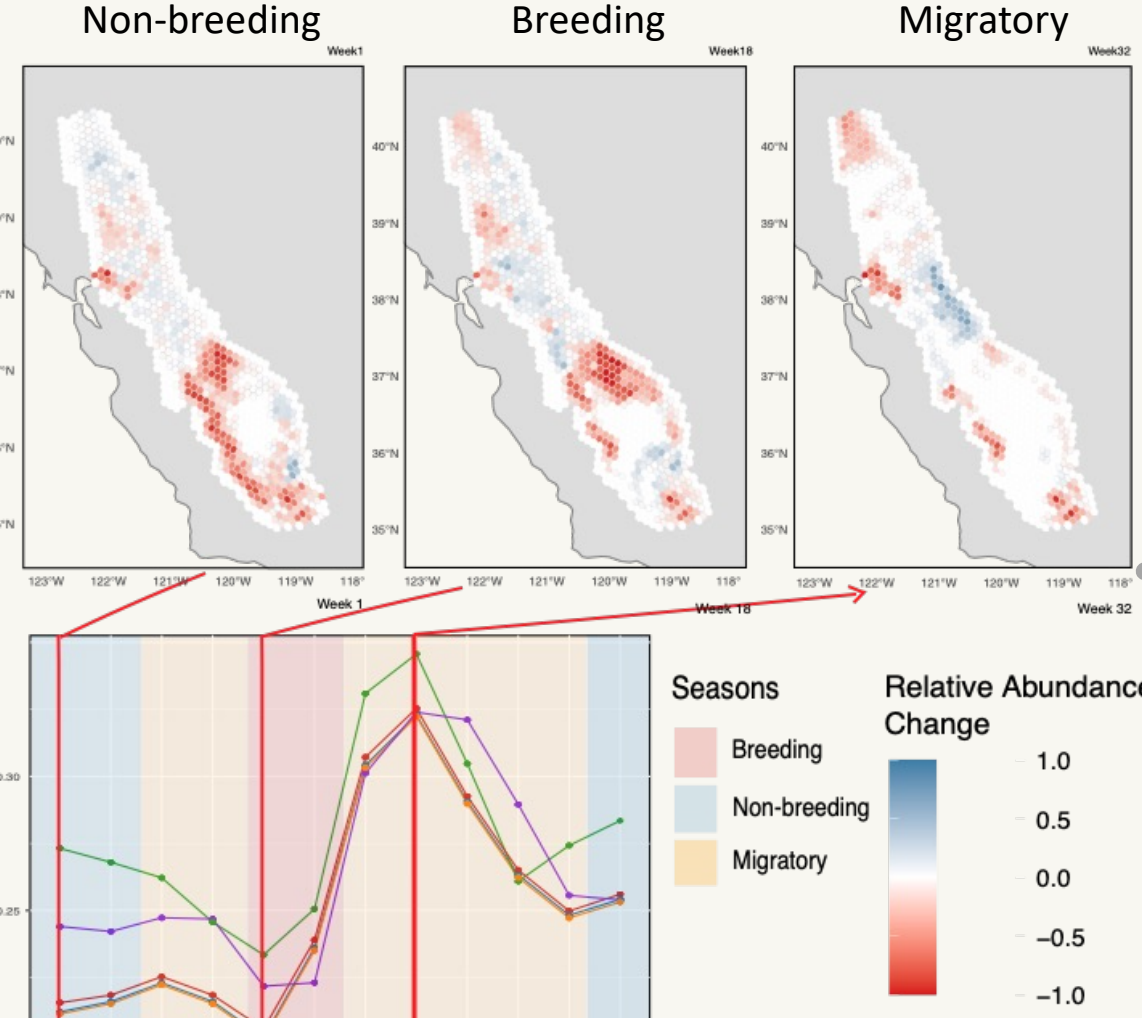 Non-breeding
Breeding
Migratory
Week1
Week18
Week32
°N
40°N
40°N
°N
39°N
39°N
°N
38°N
38°N
°N
37°N
37°N
°N
36°N
36°N
°N
35°N
35°N
123°W 122°W 121°W 120°W 119°W 118°
123°W 122°W 121°W 120°W 119°W 118°
123°W 122°W 121°W 120°W 119°W 118°
Week 1
Week 18
Week 32
0.30
0.25
Seasons
Breeding
Non-breeding
Migratory
Relative Abundance
Change
1.0
0.5
0.0
−0.5
−1.0